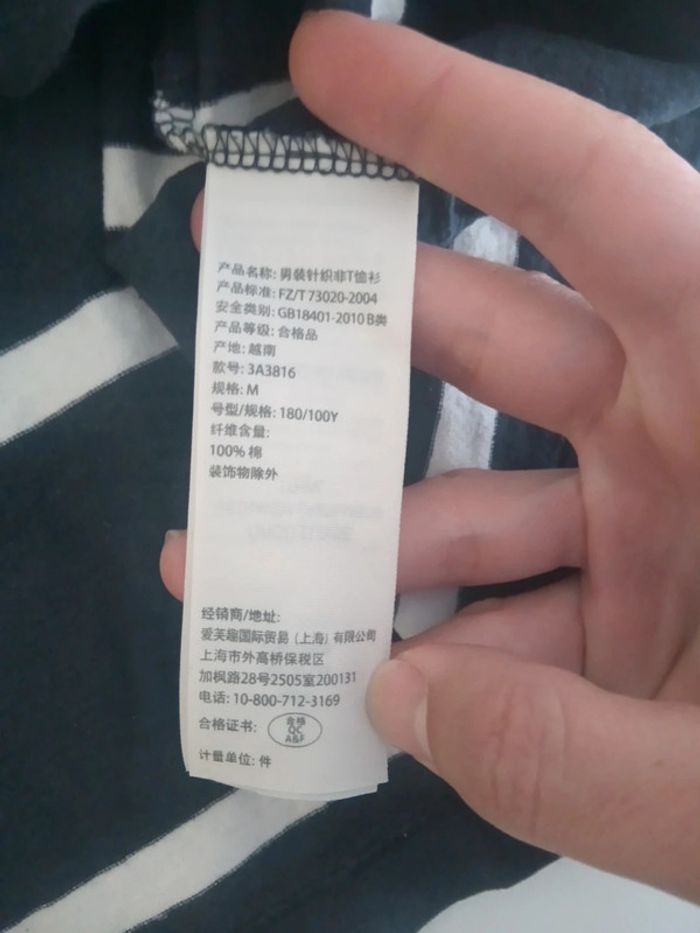 产品名称: 男装针织非T恤衫
产品标准: FZ/T 73020-2004
安全类别: GB18401-2010 B类
产品等级: 合格品
产地: 越南
款号: 3A3816
规格: M
号型/规格: 180/100Y
纤维含量:
100% 棉
装饰物除外
经销商/地址:
爱芙趣国际贸易 (上海) 有限公司
上海市外高桥保税区
加枫路28号2505室200131
电话: 10-800-712-3169
合格证书:
合格
QC
A&F
计量单位: 件